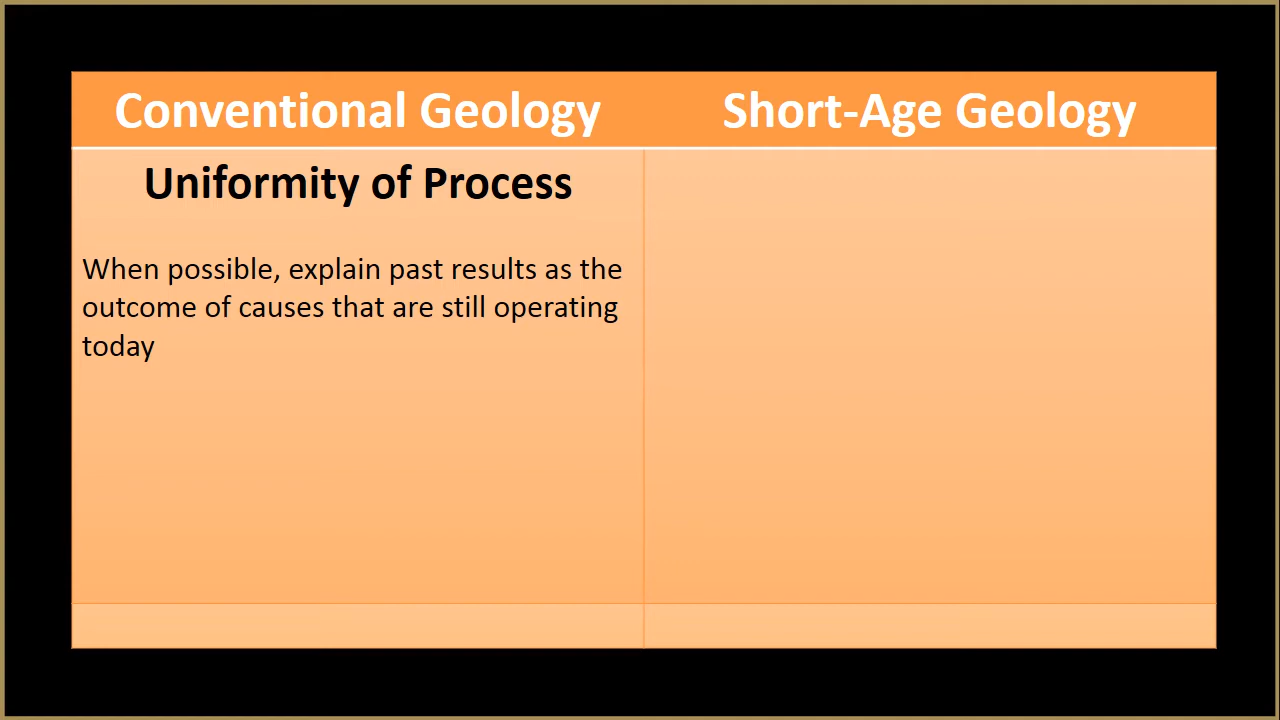 Conventional Geology
Short-Age Geology
Uniformity of Process
When possible, explain past results as the
outcome of causes that are still operating
today